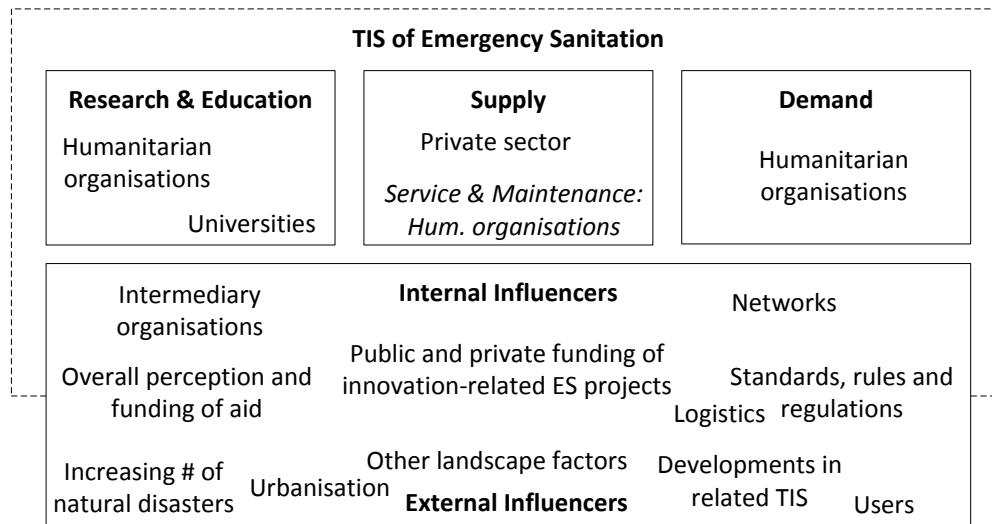 TIS of Emergency Sanitation
Research & Education
Humanitarian
organisations
Universities
Supply
Private sector
Service & Maintenance:
Hum. organisations
Demand
Humanitarian
organisations
Internal Influencers
Intermediary
organisations
Networks
Public and private funding of
innovation-related ES projects
Overall perception and
funding of aid
Standards, rules and
regulations
Logistics
Other landscape factors
Increasing # of
natural disasters
Urbanisation
Developments in
related TIS
Users
External Influencers